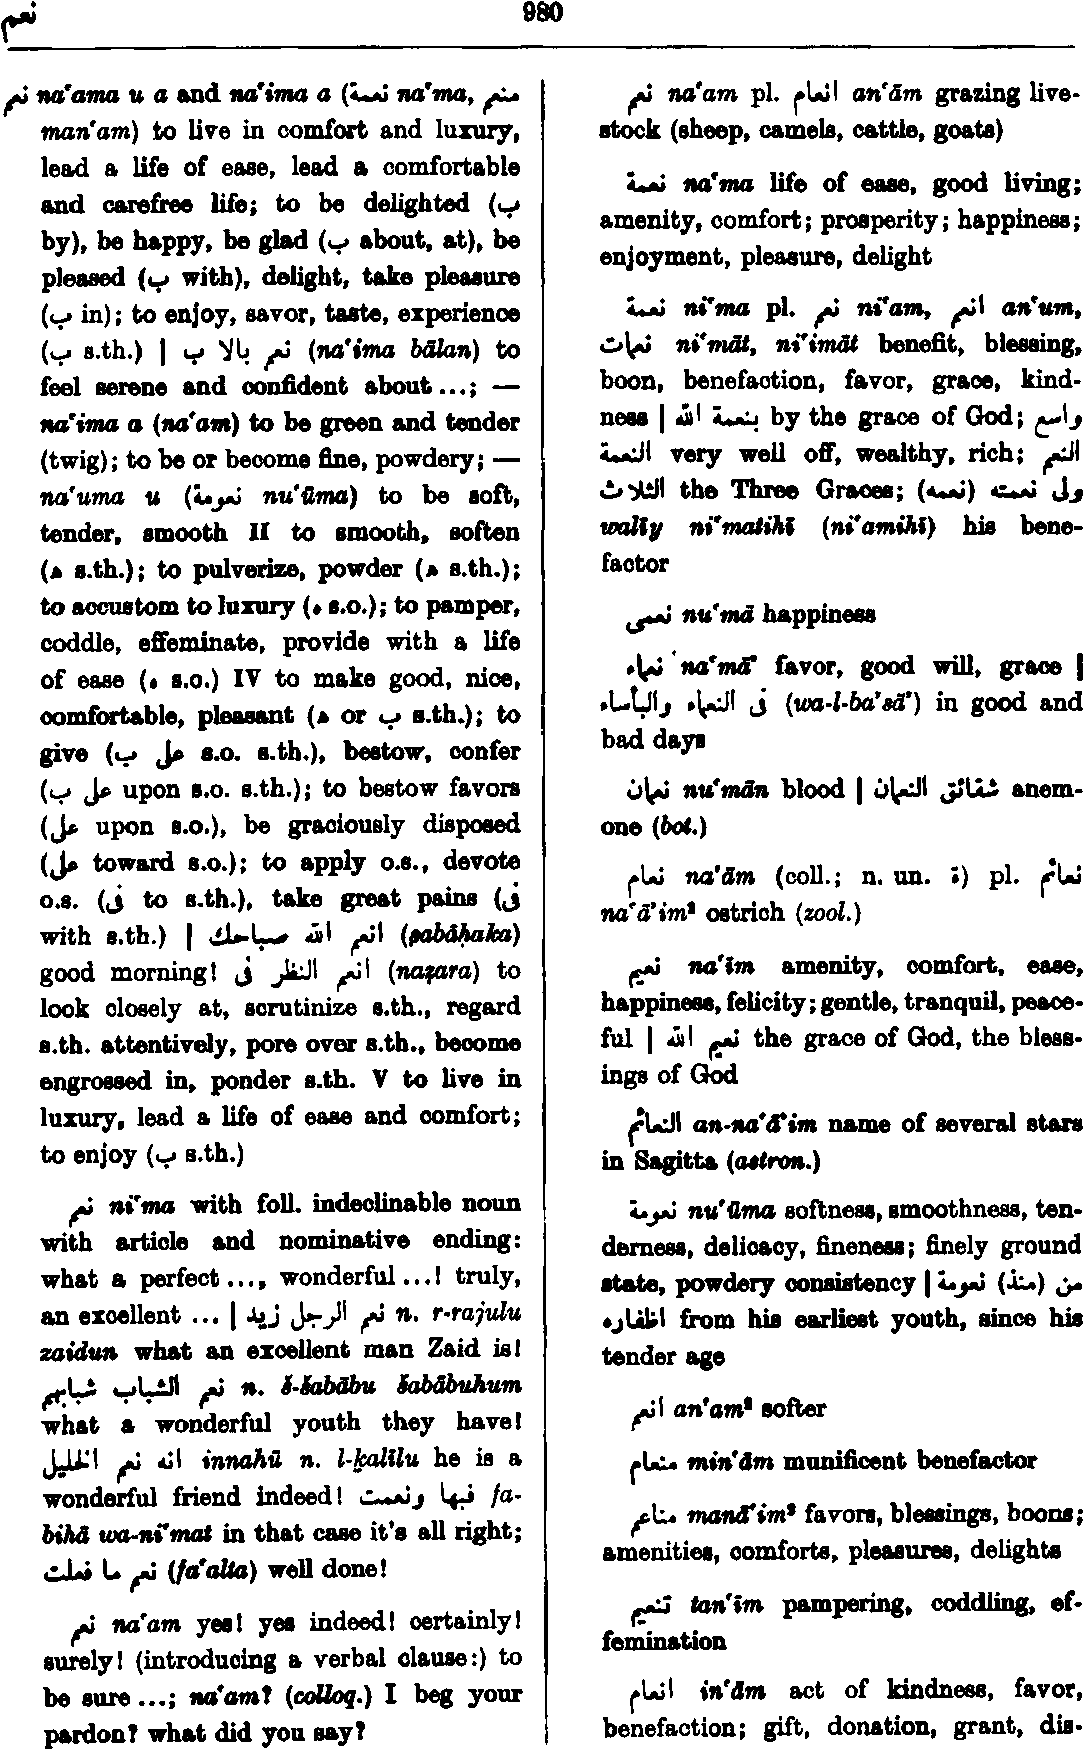 نعم
980
نعم na‘ama u a and na‘ima a (نعمة na‘ma, منعم
man‘am) to live in comfort and luxury,
lead a life of ease, lead a comfortable
and carefree life; to be delighted (ب
by), be happy, be glad (ب about, at), be
pleased (ب with), delight, take pleasure
(ب in); to enjoy, savor, taste, experience
(ب s.th.) | نعم بالا ب (na‘ima bālan) to
feel serene and confident about ...; —
na‘ima a (na‘am) to be green and tender
(twig); to be or become fine, powdery; —
na‘uma u (نعومة nu‘ūma) to be soft,
tender, smooth II to smooth, soften
(ه s.th.); to pulverize, powder (ه s.th.);
to accustom to luxury (ه s.o.); to pamper,
coddle, effeminate, provide with a life
of ease (ه s.o.) IV to make good, nice,
comfortable, pleasant (ه or ب s.th.); to
give (على ب s.o. s.th.), bestow, confer
(على ب upon s.o. s.th.); to bestow favors
(على upon s.o.), be graciously disposed
(على toward s.o.); to apply o.s., devote
o.s. (فى to s.th.), take great pains (فى
with s.th.) | انعم الله صباحك (ṣabāḥaka)
good morning! انعم النظر فى (naẓara) to
look closely at, scrutinize s.th., regard
s.th. attentively, pore over s.th., become
engrossed in, ponder s.th. V to live in
luxury, lead a life of ease and comfort;
to enjoy (ب s.th.)
نعم ni‘ma with foll. indeclinable noun
with article and nominative ending:
what a perfect ..., wonderful ...! truly,
an excellent ... | نعم الرجل زيد n. r-rajulu
zaidun what an excellent man Zaid is!
نعم الشباب شبابهم n. š-šabābu šabābuhum
what a wonderful youth they have!
انه نعم الخليل innahū n. l-ḵalīlu he is a
wonderful friend indeed! فبها ونعمت fa-
bihā wa-ni‘mat in that case it's all right;
نعم ما فعلت (fa‘alta) well done!
نعم na‘am yes! yes indeed! certainly!
surely! (introducing a verbal clause:) to
be sure ...; na‘am? (colloq.) I beg your
pardon? what did you say?
نعم na‘am pl. انعام an‘ām grazing live-
stock (sheep, camels, cattle, goats)
نعمة na‘ma life of ease, good living;
amenity, comfort; prosperity; happiness;
enjoyment, pleasure, delight
نعمة ni‘ma pl. نعم ni‘am, انعم an‘um,
نعمات ni‘māt, ni‘imāt benefit, blessing,
boon, benefaction, favor, grace, kind-
ness | بنعمة الله by the grace of God; واسع
النعمة very well off, wealthy, rich; النعم
الثلاث the Three Graces; ولى نعمته (نعمه)
walīy ni‘matihī (ni‘amihī) his bene-
factor
نعمى nu‘mā happiness
نعماء na‘mā’ favor, good will, grace |
فى النعماء والبأساء (wa-l-ba’sā’) in good and
bad days
نعمان nu‘mān blood | شقائق النعمان anem-
one (bot.)
نعام na‘ām (coll.; n. un. ة) pl. نعائم
na‘ā’im² ostrich (zool.)
نعيم na‘īm amenity, comfort, ease,
happiness, felicity; gentle, tranquil, peace-
ful | نعيم الله the grace of God, the bless-
ings of God
النعائم an-na‘ā’im name of several stars
in Sagitta (astron.)
نعومة nu‘ūma softness, smoothness, ten-
derness, delicacy, fineness; finely ground
state, powdery consistency | من (منذ) نعومة
اظفاره from his earliest youth, since his
tender age
انعم an‘am² softer
منعام min‘ām munificent benefactor
مناعم manā‘im² favors, blessings, boons;
amenities, comforts, pleasures, delights
تنعيم tan‘īm pampering, coddling, ef-
femination
انعام in‘ām act of kindness, favor,
benefaction; gift, donation, grant, dis-